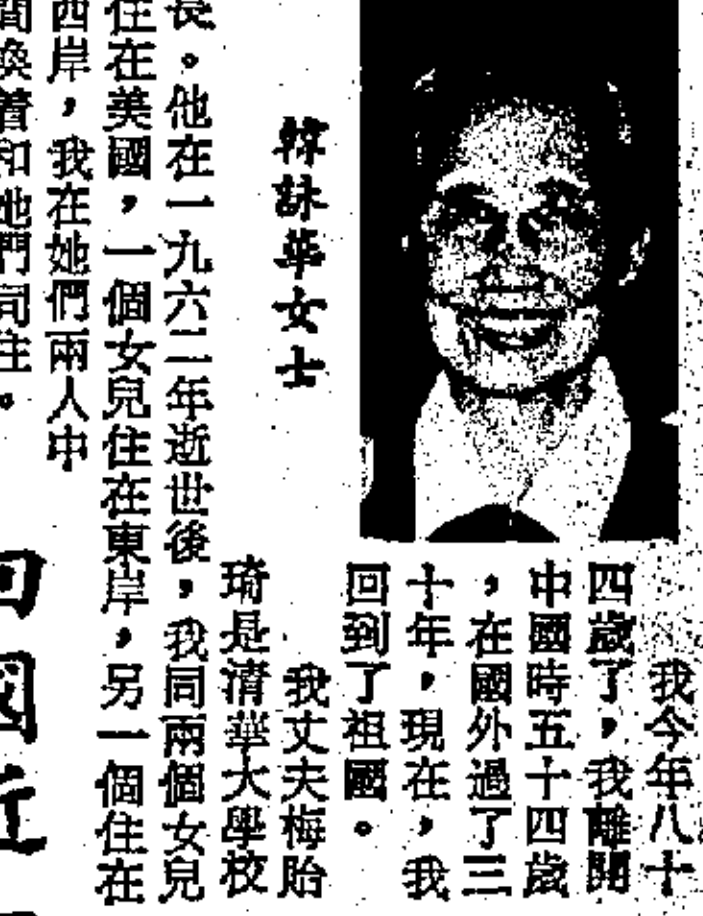 韓詠華女士
我今年八十
四歲了，我離開
中國時五十四歲
，在國外過了三
十年，現在，我
回到了祖國。
我丈夫梅貽
琦是清華大學校
長。他在一九六二年逝世後，我同兩個女兒
住在美國，一個女兒住在東岸，另一個住在
西岸，我在她們兩人中
間換着和她們同住。
回國近